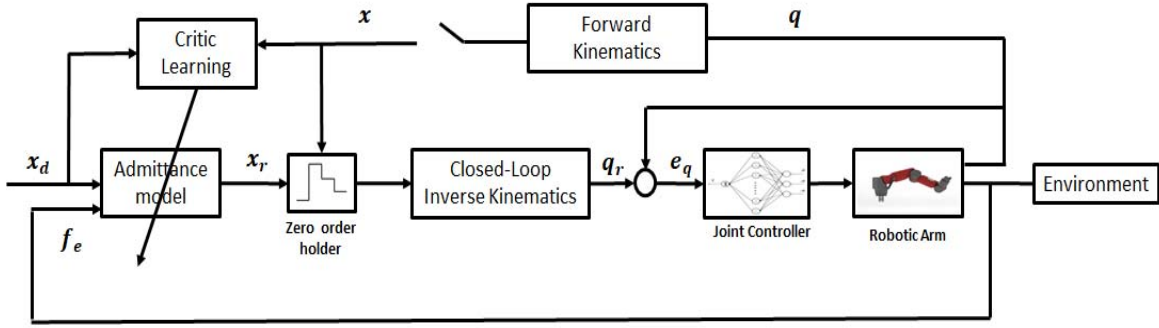 x
q
Forward
Kinematics
Critic
Learning
x_d
Admittance
model
x_r
Closed-Loop
Inverse Kinematics
q_r
e_q
Environment
f_e
Zero order
holder
Joint Controller
Robotic Arm